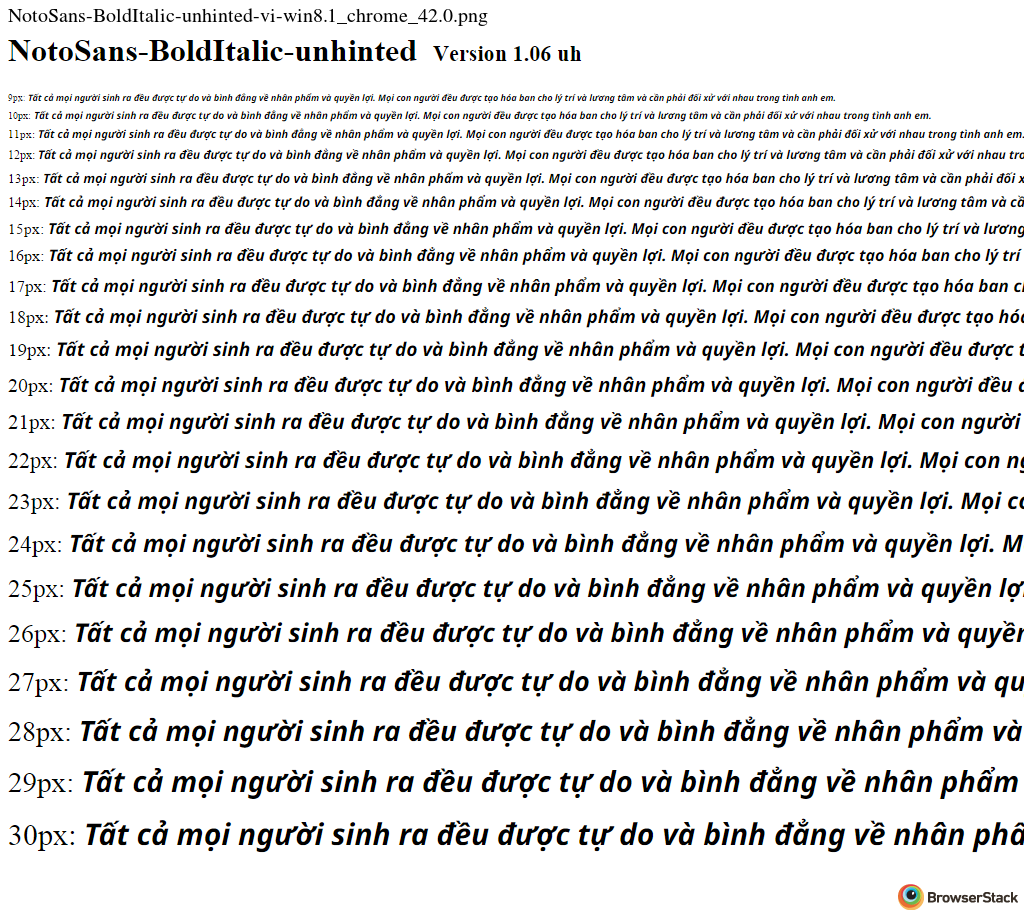 NotoSans-BoldItalic-unhinted-vi-win8.1_chrome_42.0.png
NotoSans-BoldItalic-unhinted Version 1.06 uh
9px: Tất cả mọi người sinh ra đều được tự do và bình đẳng về nhân phẩm và quyền lợi. Mọi con người đều được tạo hóa ban cho lý trí và lương tâm và cần phải đối xử với nhau trong tình anh em.
10px: Tất cả mọi người sinh ra đều được tự do và bình đẳng về nhân phẩm và quyền lợi. Mọi con người đều được tạo hóa ban cho lý trí và lương tâm và cần phải đối xử với nhau trong tình anh em.
11px: Tất cả mọi người sinh ra đều được tự do và bình đẳng về nhân phẩm và quyền lợi. Mọi con người đều được tạo hóa ban cho lý trí và lương tâm và cần phải đối xử với nhau trong tình anh em.
12px: Tất cả mọi người sinh ra đều được tự do và bình đẳng về nhân phẩm và quyền lợi. Mọi con người đều được tạo hóa ban cho lý trí và lương tâm và cần phải đối xử với nhau tro
13px: Tất cả mọi người sinh ra đều được tự do và bình đẳng về nhân phẩm và quyền lợi. Mọi con người đều được tạo hóa ban cho lý trí và lương tâm và cần phải đối x
14px: Tất cả mọi người sinh ra đều được tự do và bình đẳng về nhân phẩm và quyền lợi. Mọi con người đều được tạo hóa ban cho lý trí và lương tâm và cầ
15px: Tất cả mọi người sinh ra đều được tự do và bình đẳng về nhân phẩm và quyền lợi. Mọi con người đều được tạo hóa ban cho lý trí và lương
16px: Tất cả mọi người sinh ra đều được tự do và bình đẳng về nhân phẩm và quyền lợi. Mọi con người đều được tạo hóa ban cho lý trí
17px: Tất cả mọi người sinh ra đều được tự do và bình đẳng về nhân phẩm và quyền lợi. Mọi con người đều được tạo hóa ban c
18px: Tất cả mọi người sinh ra đều được tự do và bình đẳng về nhân phẩm và quyền lợi. Mọi con người đều được tạo hó
19px: Tất cả mọi người sinh ra đều được tự do và bình đẳng về nhân phẩm và quyền lợi. Mọi con người đều được t
20px: Tất cả mọi người sinh ra đều được tự do và bình đẳng về nhân phẩm và quyền lợi. Mọi con người đều
21px: Tất cả mọi người sinh ra đều được tự do và bình đẳng về nhân phẩm và quyền lợi. Mọi con người
22px: Tất cả mọi người sinh ra đều được tự do và bình đẳng về nhân phẩm và quyền lợi. Mọi con n
23px: Tất cả mọi người sinh ra đều được tự do và bình đẳng về nhân phẩm và quyền lợi. Mọi c
24px: Tất cả mọi người sinh ra đều được tự do và bình đẳng về nhân phẩm và quyền lợi. M
25px: Tất cả mọi người sinh ra đều được tự do và bình đẳng về nhân phẩm và quyền lợi
26px: Tất cả mọi người sinh ra đều được tự do và bình đẳng về nhân phẩm và quyền
27px: Tất cả mọi người sinh ra đều được tự do và bình đẳng về nhân phẩm và qu
28px: Tất cả mọi người sinh ra đều được tự do và bình đẳng về nhân phẩm và
29px: Tất cả mọi người sinh ra đều được tự do và bình đẳng về nhân phẩm
30px: Tất cả mọi người sinh ra đều được tự do và bình đẳng về nhân phẩ
BrowserStack